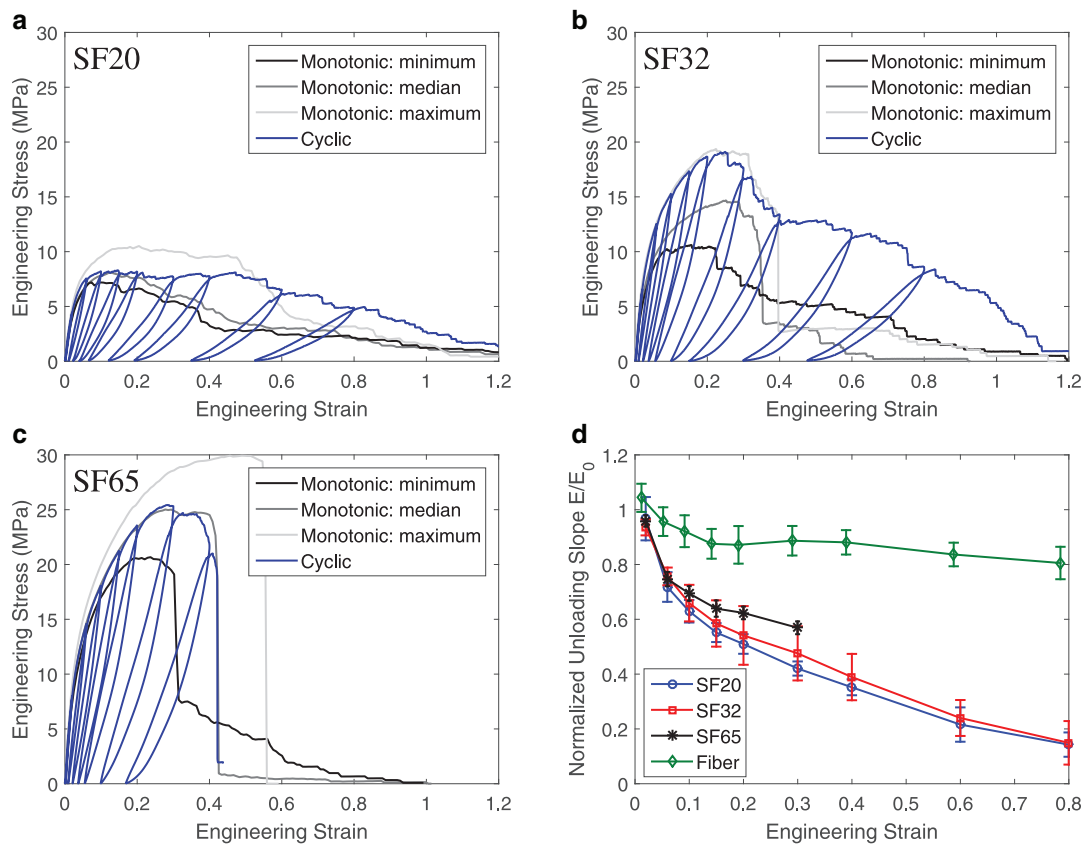 a
30
25
20
15
10
5
0
Engineering Stress (MPa)
SF20
Monotonic: minimum
Monotonic: median
Monotonic: maximum
Cyclic
0 0.2 0.4 0.6 0.8 1 1.2
Engineering Strain
b
30
25
20
15
10
5
0
Engineering Stress (MPa)
SF32
Monotonic: minimum
Monotonic: median
Monotonic: maximum
Cyclic
0 0.2 0.4 0.6 0.8 1 1.2
Engineering Strain
c
30
25
20
15
10
5
0
Engineering Stress (MPa)
SF65
Monotonic: minimum
Monotonic: median
Monotonic: maximum
Cyclic
0 0.2 0.4 0.6 0.8 1 1.2
Engineering Strain
d
1.2
1
0.8
0.6
0.4
0.2
0
Normalized Unloading Slope E/E0
SF20
SF32
SF65
Fiber
0 0.1 0.2 0.3 0.4 0.5 0.6 0.7 0.8
Engineering Strain